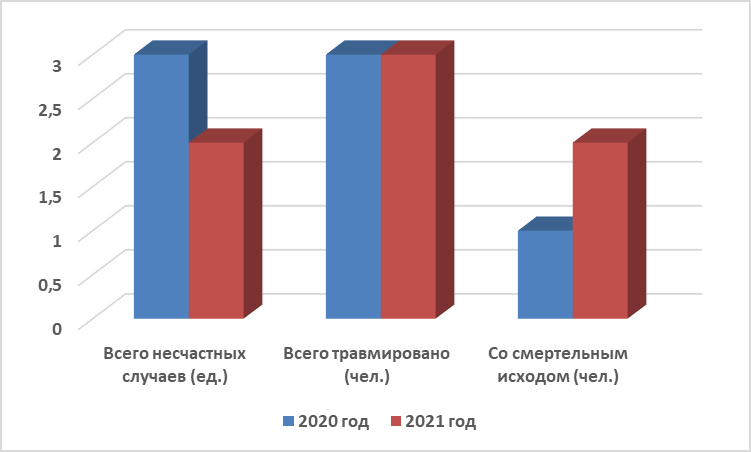 3
2,5
2
1,5
1
0,5
0
Всего несчастных
случаев (ед.)
Всего травмировано
(чел.)
Со смертельным
исходом (чел.)
2020 год
2021 год